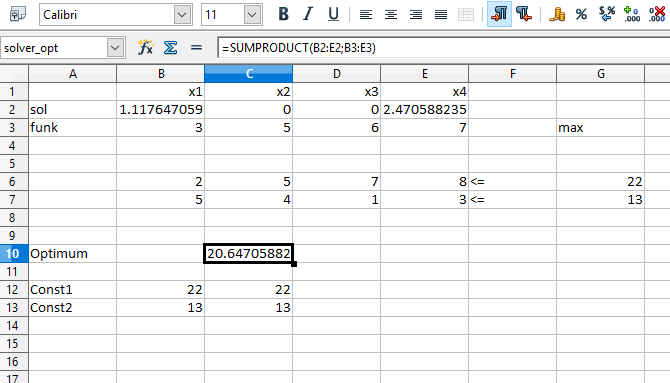 Calibri 11 B I U A %
.000 .000
solver_opt fx Σ = =SUMPRODUCT(B2:E2;B3:E3)
A B C D E F G
1 x1 x2 x3 x4
2 sol 1.117647059 0 0 2.470588235
3 funk 3 5 6 7 max
4
5
6 2 5 7 8 <= 22
7 5 4 1 3 <= 13
8
9
10 Optimum 20.64705882
11
12 Const1 22 22
13 Const2 13 13
14
15
16
17